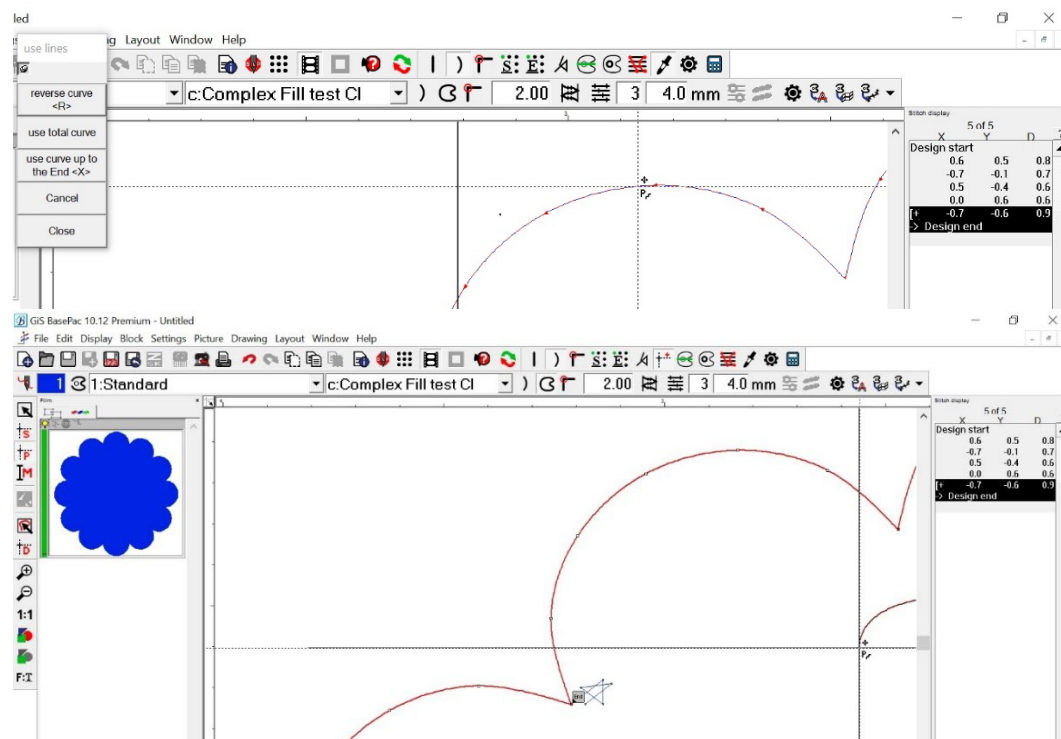 led
use lines
g Layout Window Help
reverse curve
<R>
use total curve
use curve up to
the End <X>
Cancel
Close
c:Complex Fill test Cl
2.00 3 4.0 mm
Stitch display
5 of 5
X Y D
Design start
0.6 0.5 0.8
-0.7 -0.1 0.7
0.5 -0.4 0.6
0.0 0.6 0.6
[+ -0.7 -0.6 0.9
-> Design end
GiS BasePac 10.12 Premium - Untitled
File Edit Display Block Settings Picture Drawing Layout Window Help
1 1:Standard c:Complex Fill test Cl 2.00 3 4.0 mm
Stitch display
5 of 5
X Y D
Design start
0.6 0.5 0.8
-0.7 -0.1 0.7
0.5 -0.4 0.6
0.0 0.6 0.6
[+ -0.7 -0.6 0.9
-> Design end
1:1
F:T
End